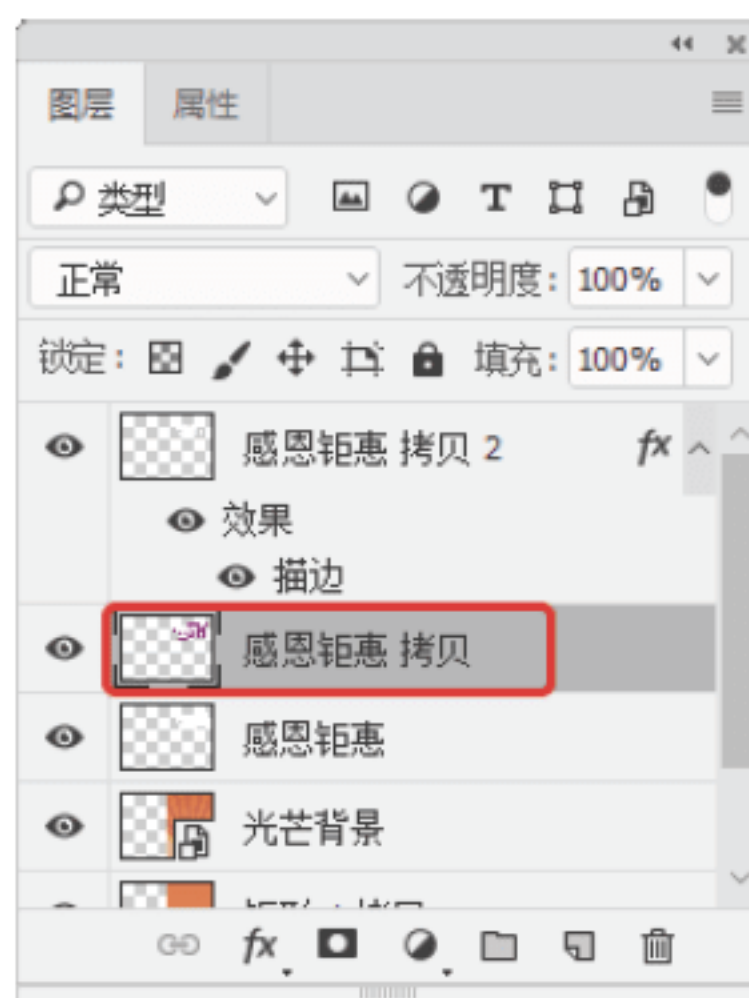 图层 属性
类型
正常 不透明度: 100%
锁定: 填充: 100%
感恩钜惠 拷贝 2 fx
效果
描边
感恩钜惠 拷贝
感恩钜惠
光芒背景
fx